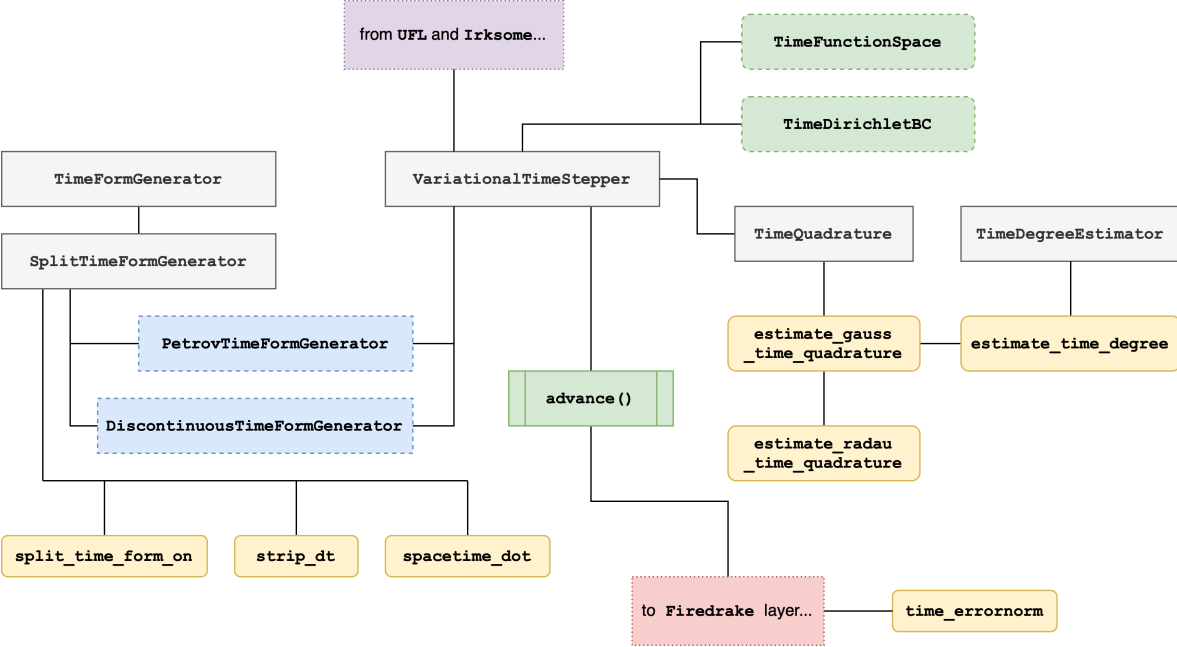 from UFL and Irksome...
TimeFunctionSpace
TimeDirichletBC
TimeFormGenerator
VariationalTimeStepper
SplitTimeFormGenerator
TimeQuadrature
TimeDegreeEstimator
PetrovTimeFormGenerator
estimate_gauss
_time_quadrature
estimate_time_degree
advance()
DiscontinuousTimeFormGenerator
estimate_radau
_time_quadrature
split_time_form_on
strip_dt
spacetime_dot
to Firedrake layer...
time_errornorm